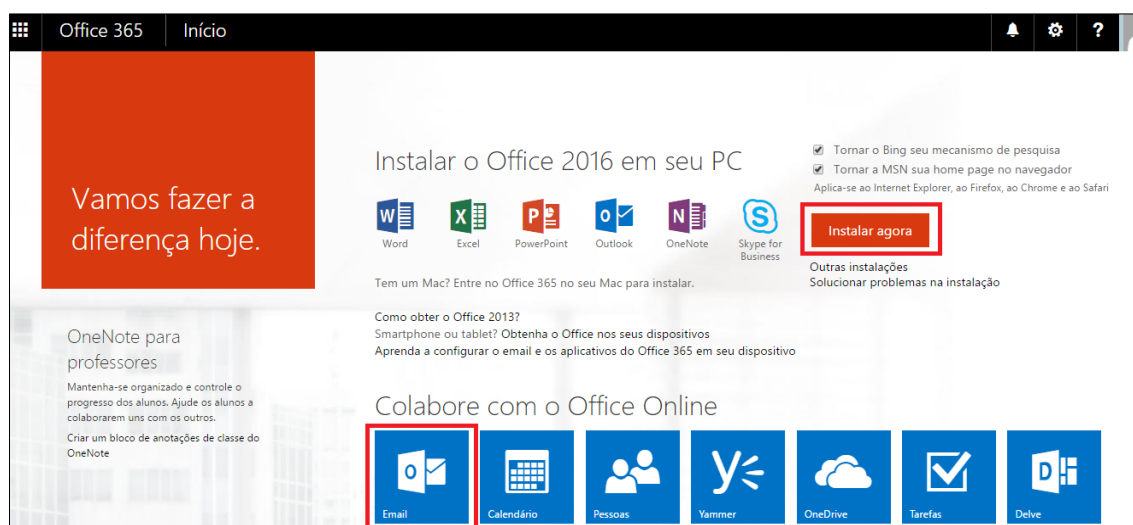 Office 365 Início ?
Vamos fazer a
diferença hoje.
Instalar o Office 2016 em seu PC
Word Excel PowerPoint Outlook OneNote Skype for
Business
Tem um Mac? Entre no Office 365 no seu Mac para instalar.
Como obter o Office 2013?
Smartphone ou tablet? Obtenha o Office nos seus dispositivos
Aprenda a configurar o email e os aplicativos do Office 365 em seu dispositivo
Tornar o Bing seu mecanismo de pesquisa
Tornar a MSN sua home page no navegador
Aplica-se ao Internet Explorer, ao Firefox, ao Chrome e ao Safari
Instalar agora
Outras instalações
Solucionar problemas na instalação
OneNote para
professores
Mantenha-se organizado e controle o
progresso dos alunos. Ajude os alunos a
colaborarem uns com os outros.
Criar um bloco de anotações de classe do
OneNote
Colabore com o Office Online
Email Calendário Pessoas Yammer OneDrive Tarefas Delve